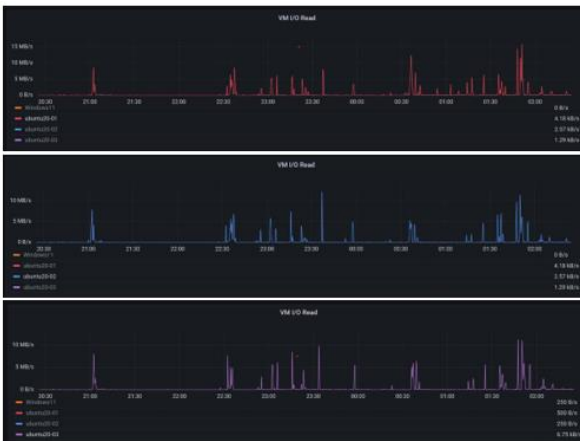 VM I/O Read
15 MB/s
10 MB/s
5 MB/s
0 B/s
20:30 21:00 21:30 22:00 22:30 23:00 23:30 00:00 00:30 01:00 01:30 02:00
Windows11 0 B/s
ubuntu20-01 4.18 kB/s
ubuntu20-02 2.57 kB/s
ubuntu20-03 1.29 kB/s
VM I/O Read
10 MB/s
5 MB/s
0 B/s
20:30 21:00 21:30 22:00 22:30 23:00 23:30 00:00 00:30 01:00 01:30 02:00
Windows11 0 B/s
ubuntu20-01 4.18 kB/s
ubuntu20-02 2.57 kB/s
ubuntu20-03 1.29 kB/s
VM I/O Read
10 MB/s
5 MB/s
0 B/s
20:30 21:00 21:30 22:00 22:30 23:00 23:30 00:00 00:30 01:00 01:30 02:00
Windows11 250 B/s
ubuntu20-01 500 B/s
ubuntu20-02 250 B/s
ubuntu20-03